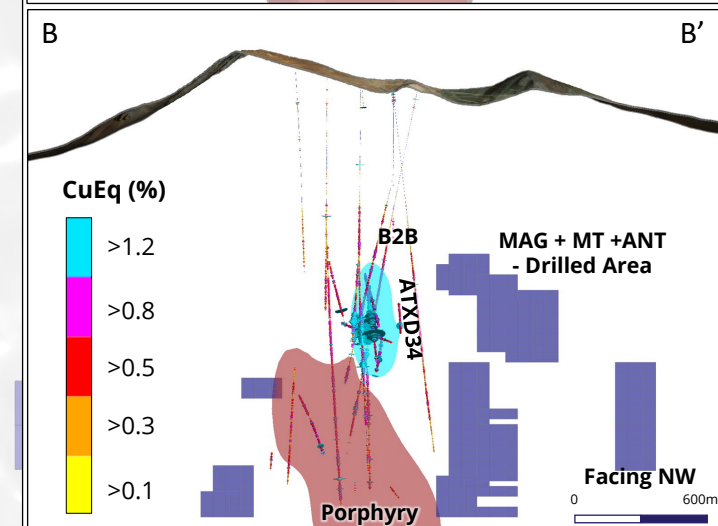 B
B’
CuEq (%)
>1.2
>0.8
>0.5
>0.3
>0.1
B2B
ATXD34
MAG + MT +ANT
- Drilled Area
Porphyry
Facing NW
0
600m